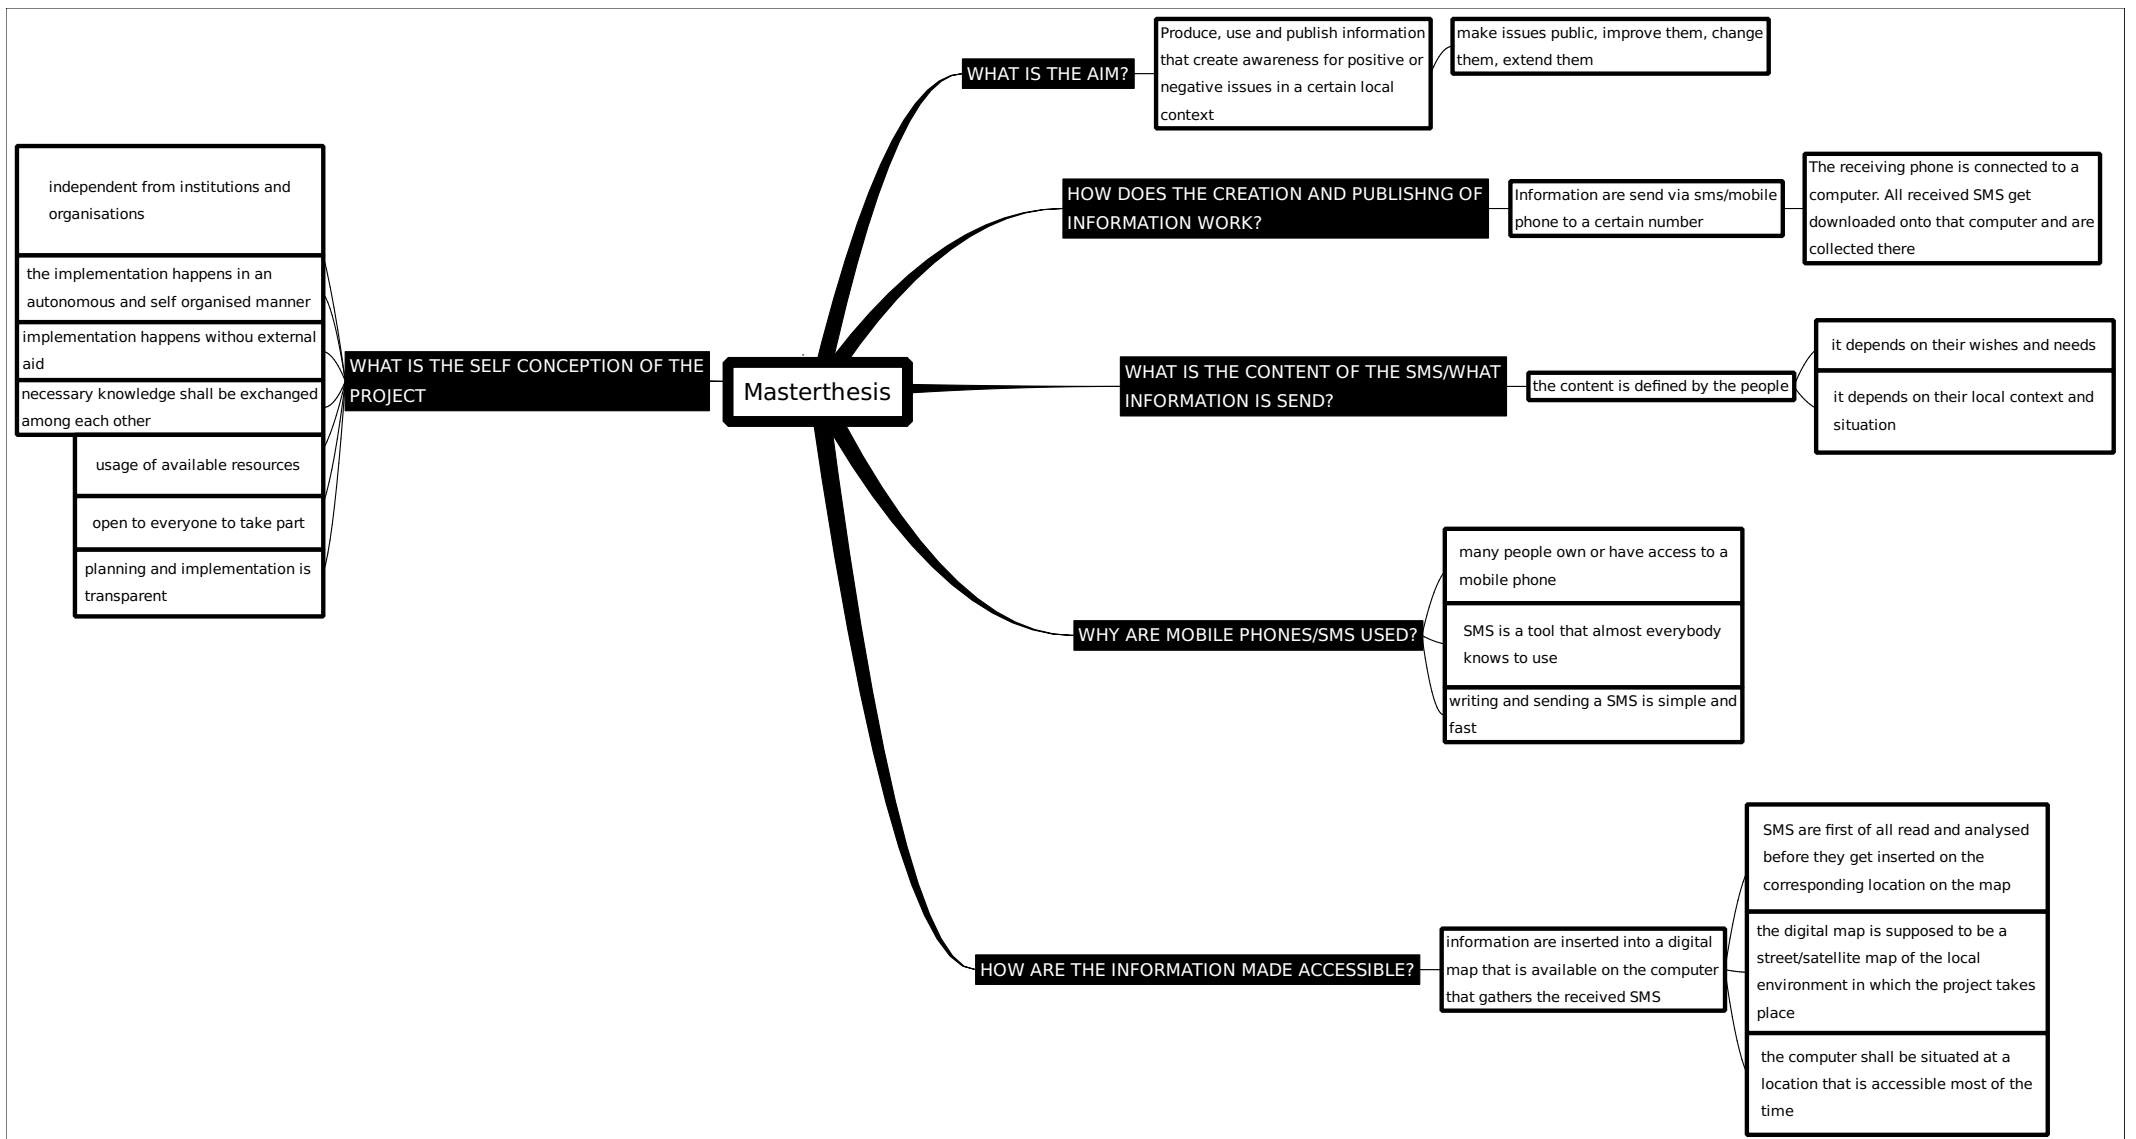 Masterthesis
WHAT IS THE AIM?
Produce, use and publish information
that create awareness for positive or
negative issues in a certain local
context
make issues public, improve them, change
them, extend them
HOW DOES THE CREATION AND PUBLISHNG OF
INFORMATION WORK?
Information are send via sms/mobile
phone to a certain number
The receiving phone is connected to a
computer. All received SMS get
downloaded onto that computer and are
collected there
WHAT IS THE CONTENT OF THE SMS/WHAT
INFORMATION IS SEND?
the content is defined by the people
it depends on their wishes and needs
it depends on their local context and
situation
WHY ARE MOBILE PHONES/SMS USED?
many people own or have access to a
mobile phone
SMS is a tool that almost everybody
knows to use
writing and sending a SMS is simple and
fast
HOW ARE THE INFORMATION MADE ACCESSIBLE?
information are inserted into a digital
map that is available on the computer
that gathers the received SMS
SMS are first of all read and analysed
before they get inserted on the
corresponding location on the map
the digital map is supposed to be a
street/satellite map of the local
environment in which the project takes
place
the computer shall be situated at a
location that is accessible most of the
time
WHAT IS THE SELF CONCEPTION OF THE
PROJECT
independent from institutions and
organisations
the implementation happens in an
autonomous and self organised manner
implementation happens withou external
aid
necessary knowledge shall be exchanged
among each other
usage of available resources
open to everyone to take part
planning and implementation is
transparent